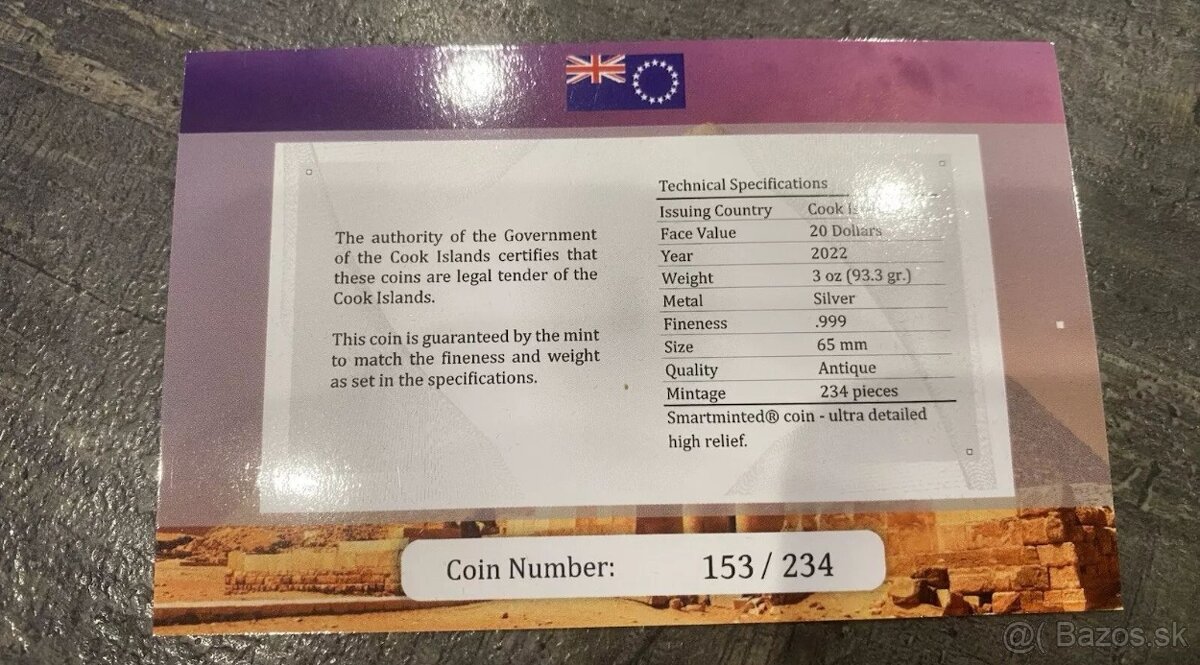 The authority of the Government
of the Cook Islands certifies that
these coins are legal tender of the
Cook Islands.
This coin is guaranteed by the mint
to match the fineness and weight
as set in the specifications.
Technical Specifications
Issuing Country Cook
Face Value 20 Dollars
Year 2022
Weight 3 oz (93.3 gr.)
Metal Silver
Fineness .999
Size 65 mm
Quality Antique
Mintage 234 pieces
Smartminted® coin - ultra detailed
high relief.
Coin Number: 153 / 234
@( Bazos.sk